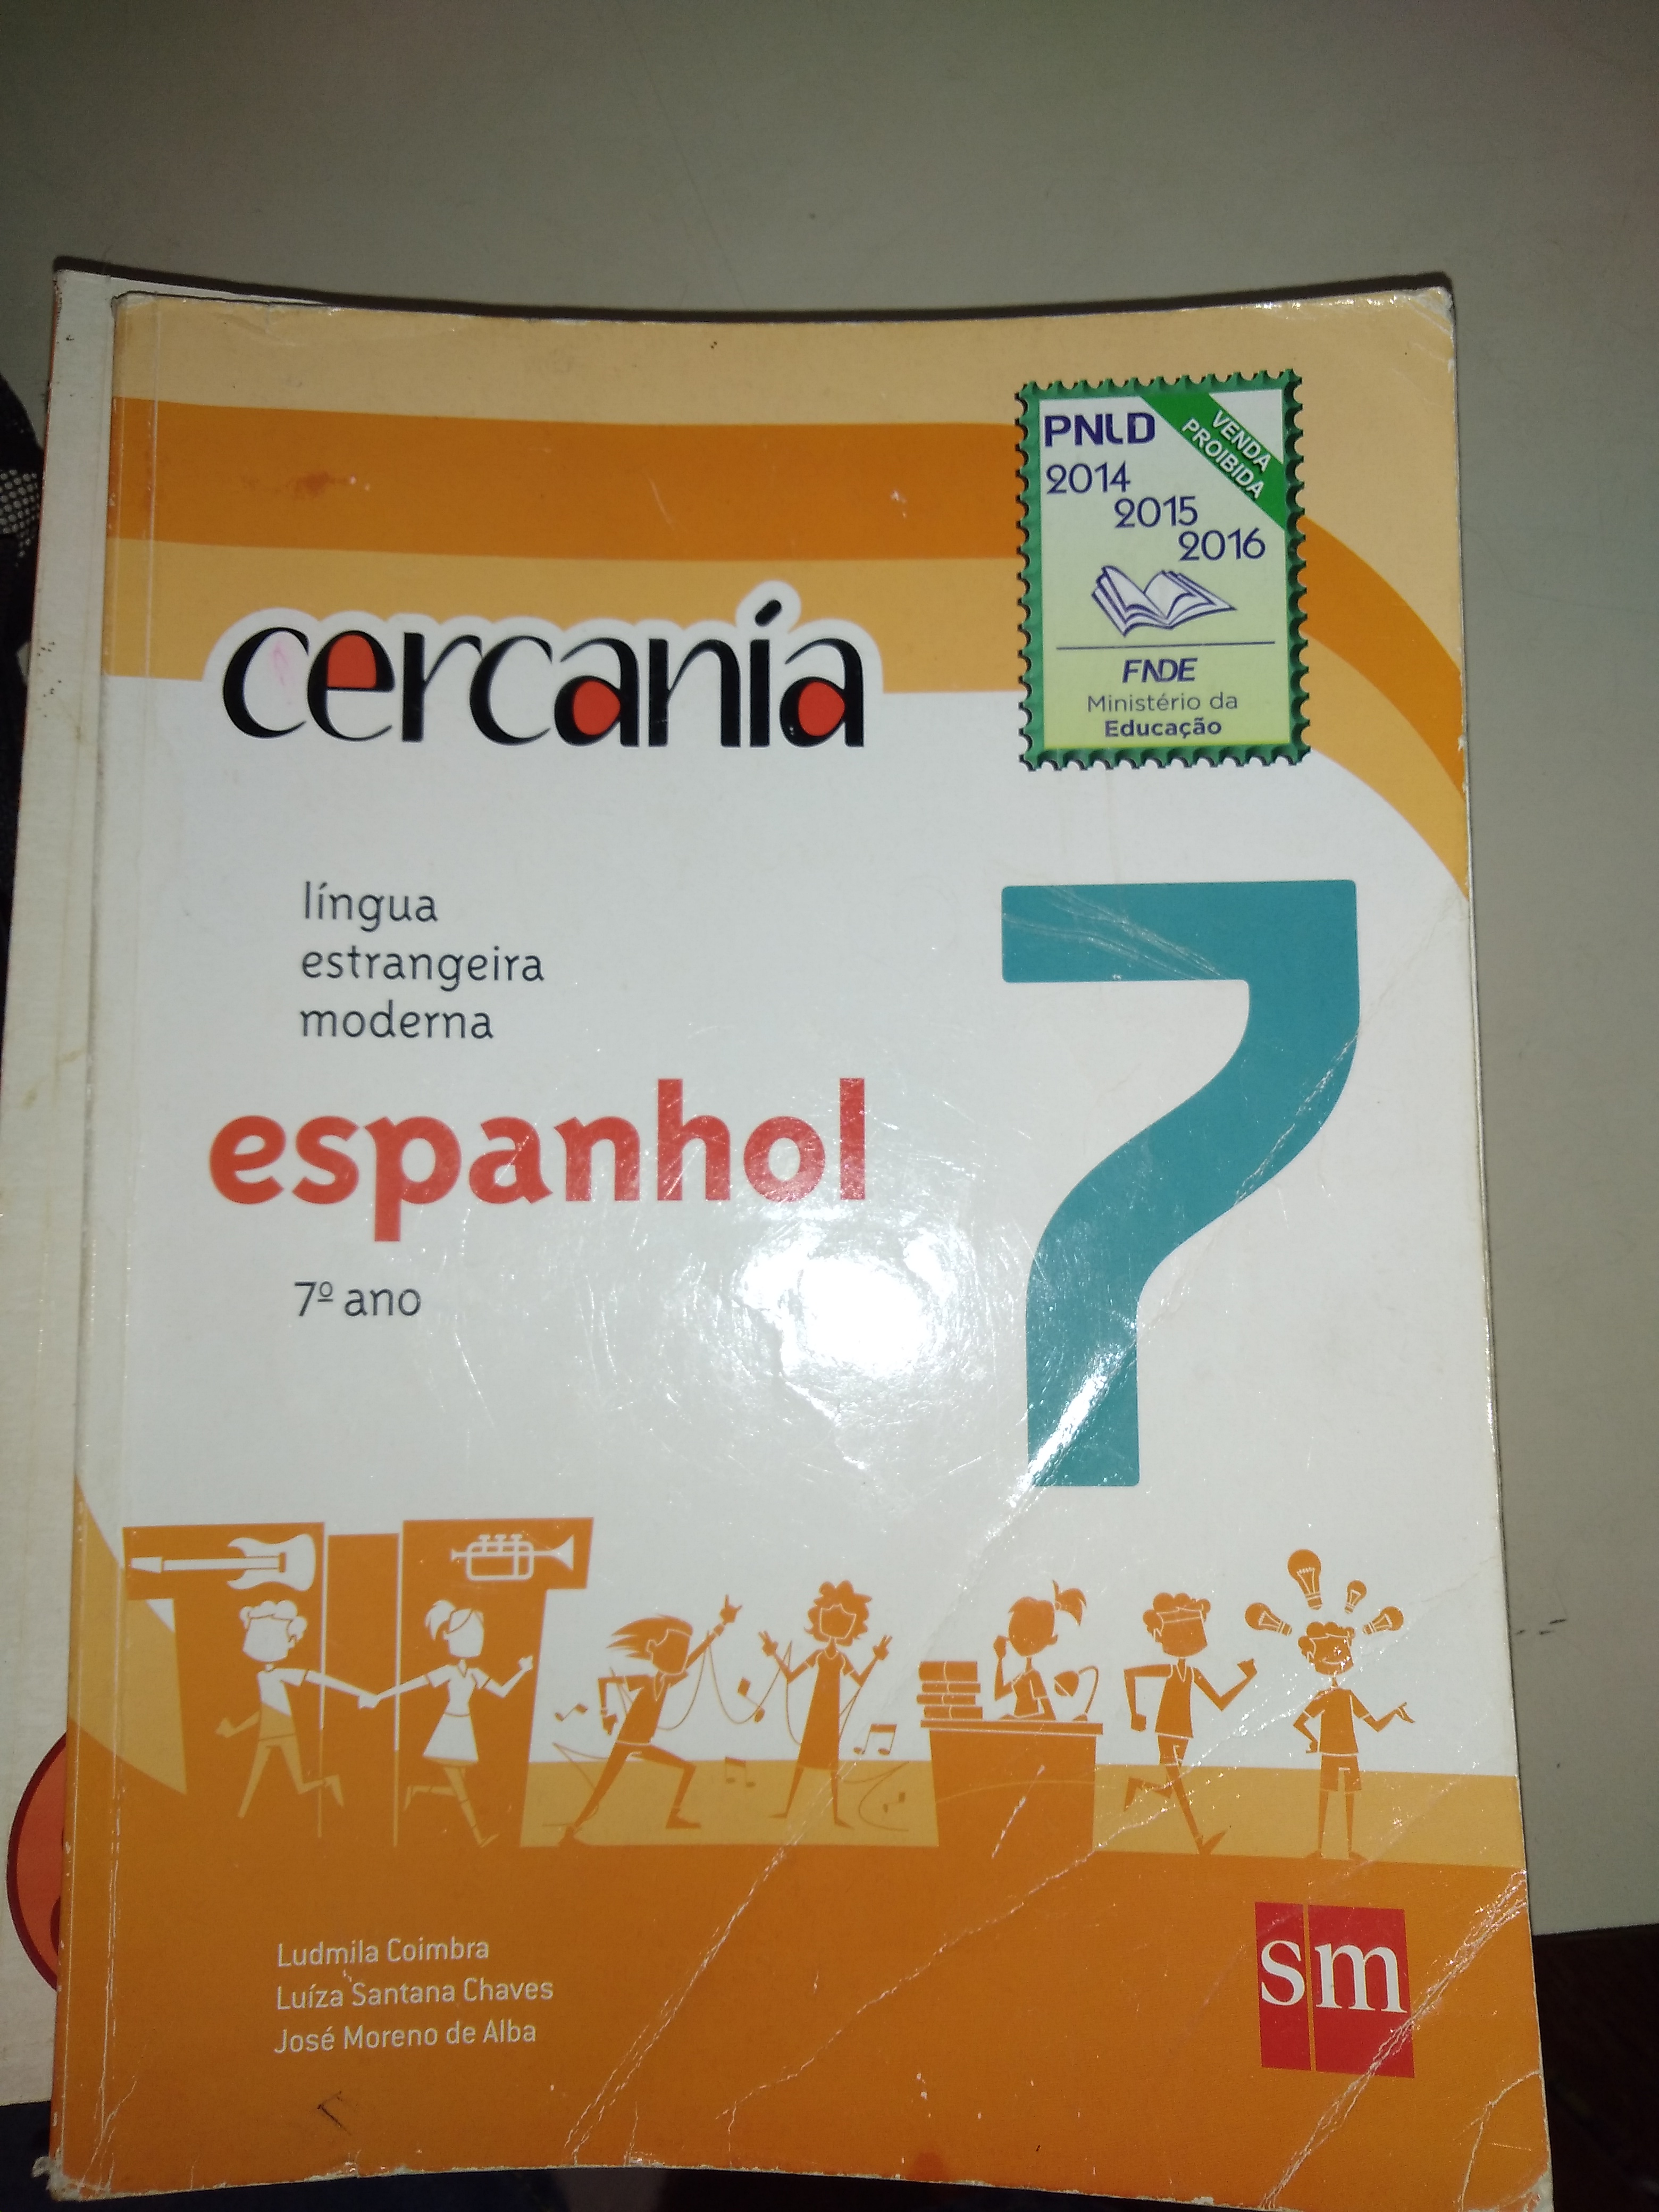 PNLD
VENDA
PROIBIDA
2014
2015
2016
FNDE
Ministério da
Educação
cercanía
língua
estrangeira
moderna
espanhol
7º ano
7
Ludmila Coimbra
Luíza Santana Chaves
José Moreno de Alba
sm